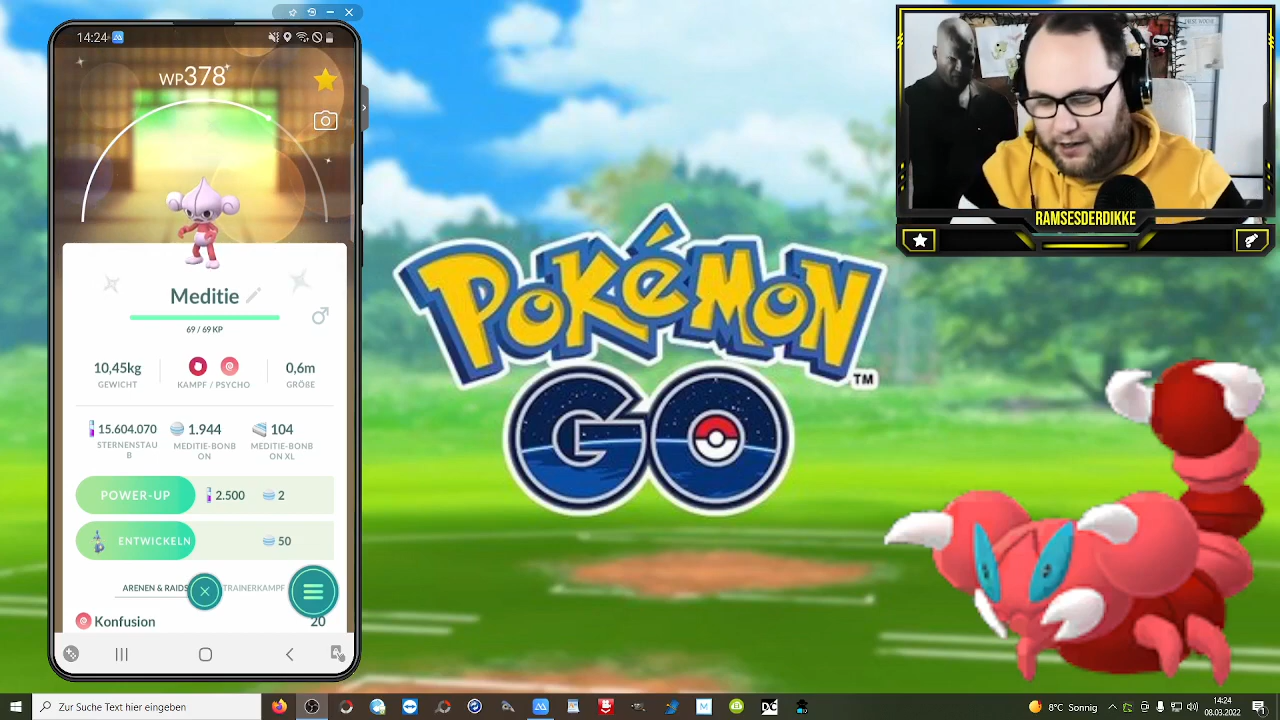 14:24
WP378
Meditie
69 / 69 KP
10,45kg
GEWICHT
KAMPF / PSYCHO
0,6m
GRÖßE
15.604.070
STERNENSTAU
B
1.944
MEDITIE-BONB
ON
104
MEDITIE-BONB
ON XL
POWER-UP
2.500
2
ENTWICKELN
50
ARENEN & RAIDS
TRAINERKAMPF
Konfusion
20
POKéMON
TM
GO
RAMSESDERDIKKE
Zur Suche Text hier eingeben
8°C Sonnig
14:24
08.03.2022